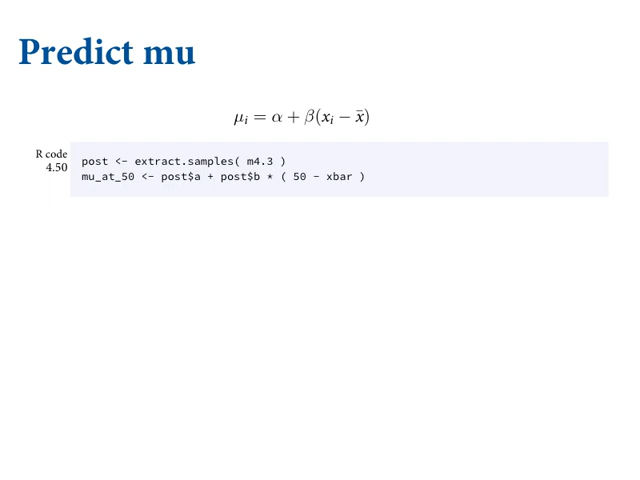 Predict mu
μᵢ = α + β(xᵢ − x̄)
R code
4.50
post <- extract.samples( m4.3 )
mu_at_50 <- post$a + post$b * ( 50 - xbar )